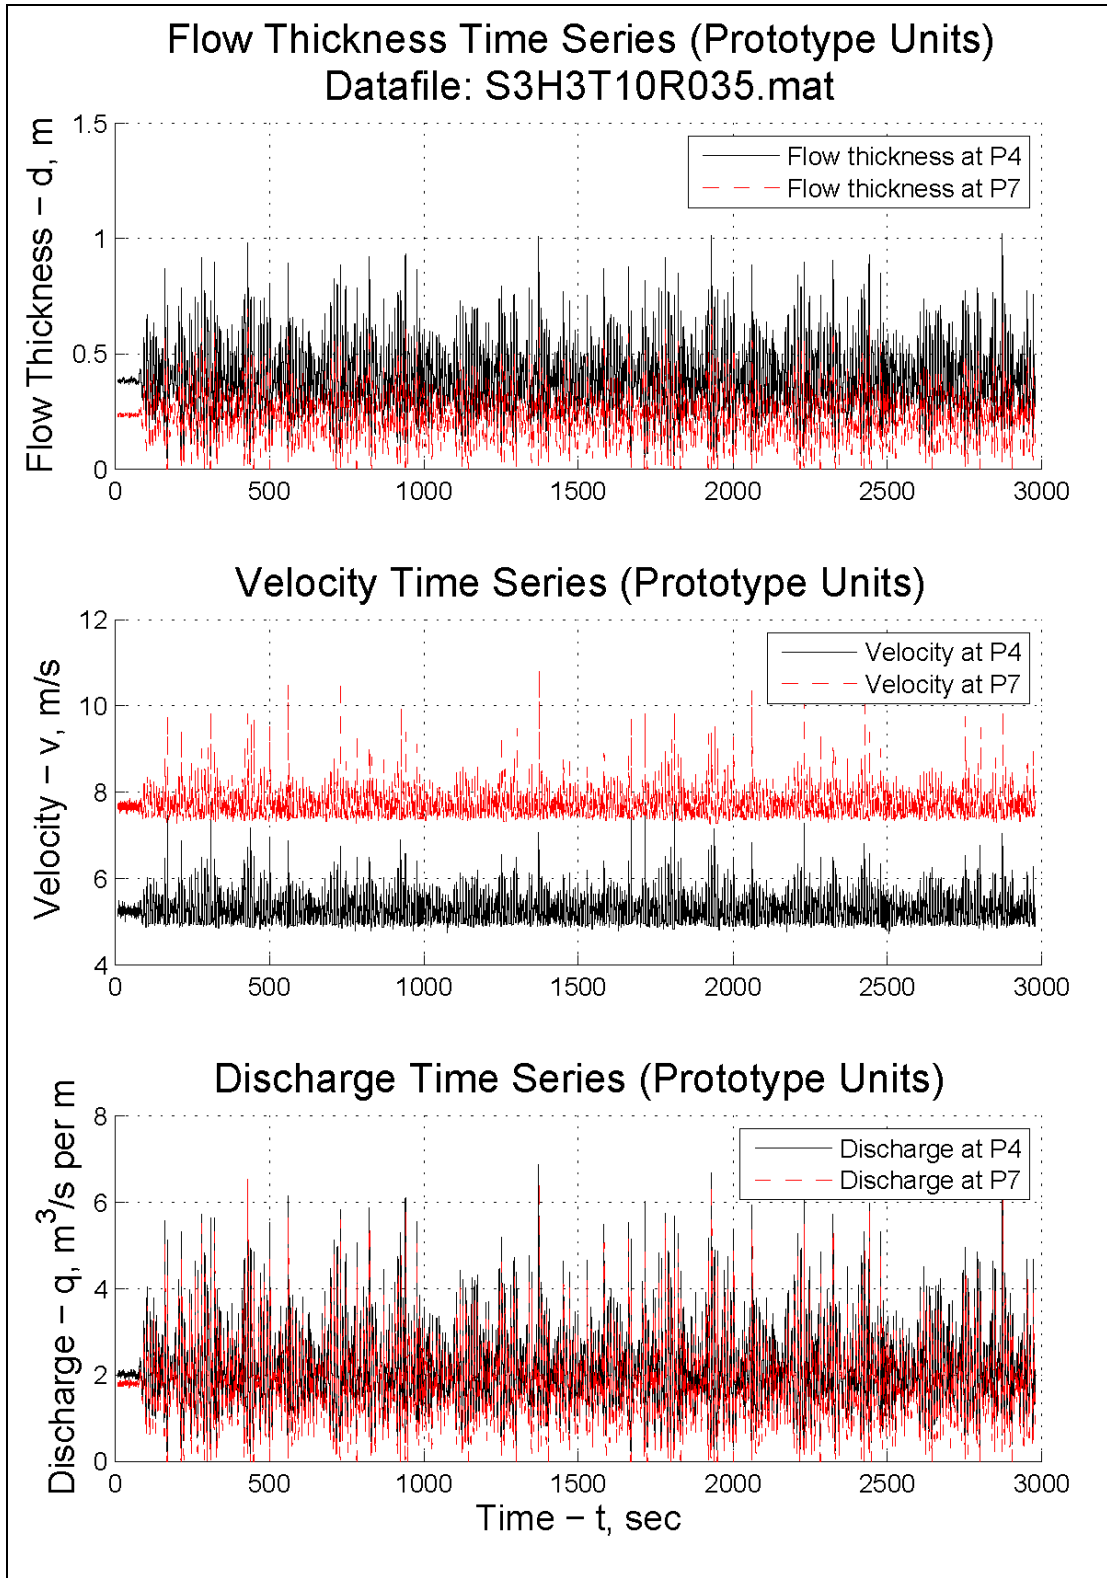 Flow Thickness Time Series (Prototype Units)
Datafile: S3H3T10R035.mat
Flow Thickness − d, m
1.5
1
0.5
0
Flow thickness at P4
Flow thickness at P7
0 500 1000 1500 2000 2500 3000
Velocity Time Series (Prototype Units)
Velocity − v, m/s
12
10
8
6
4
Velocity at P4
Velocity at P7
0 500 1000 1500 2000 2500 3000
Discharge Time Series (Prototype Units)
Discharge − q, m³/s per m
8
6
4
2
0
Discharge at P4
Discharge at P7
0 500 1000 1500 2000 2500 3000
Time − t, sec